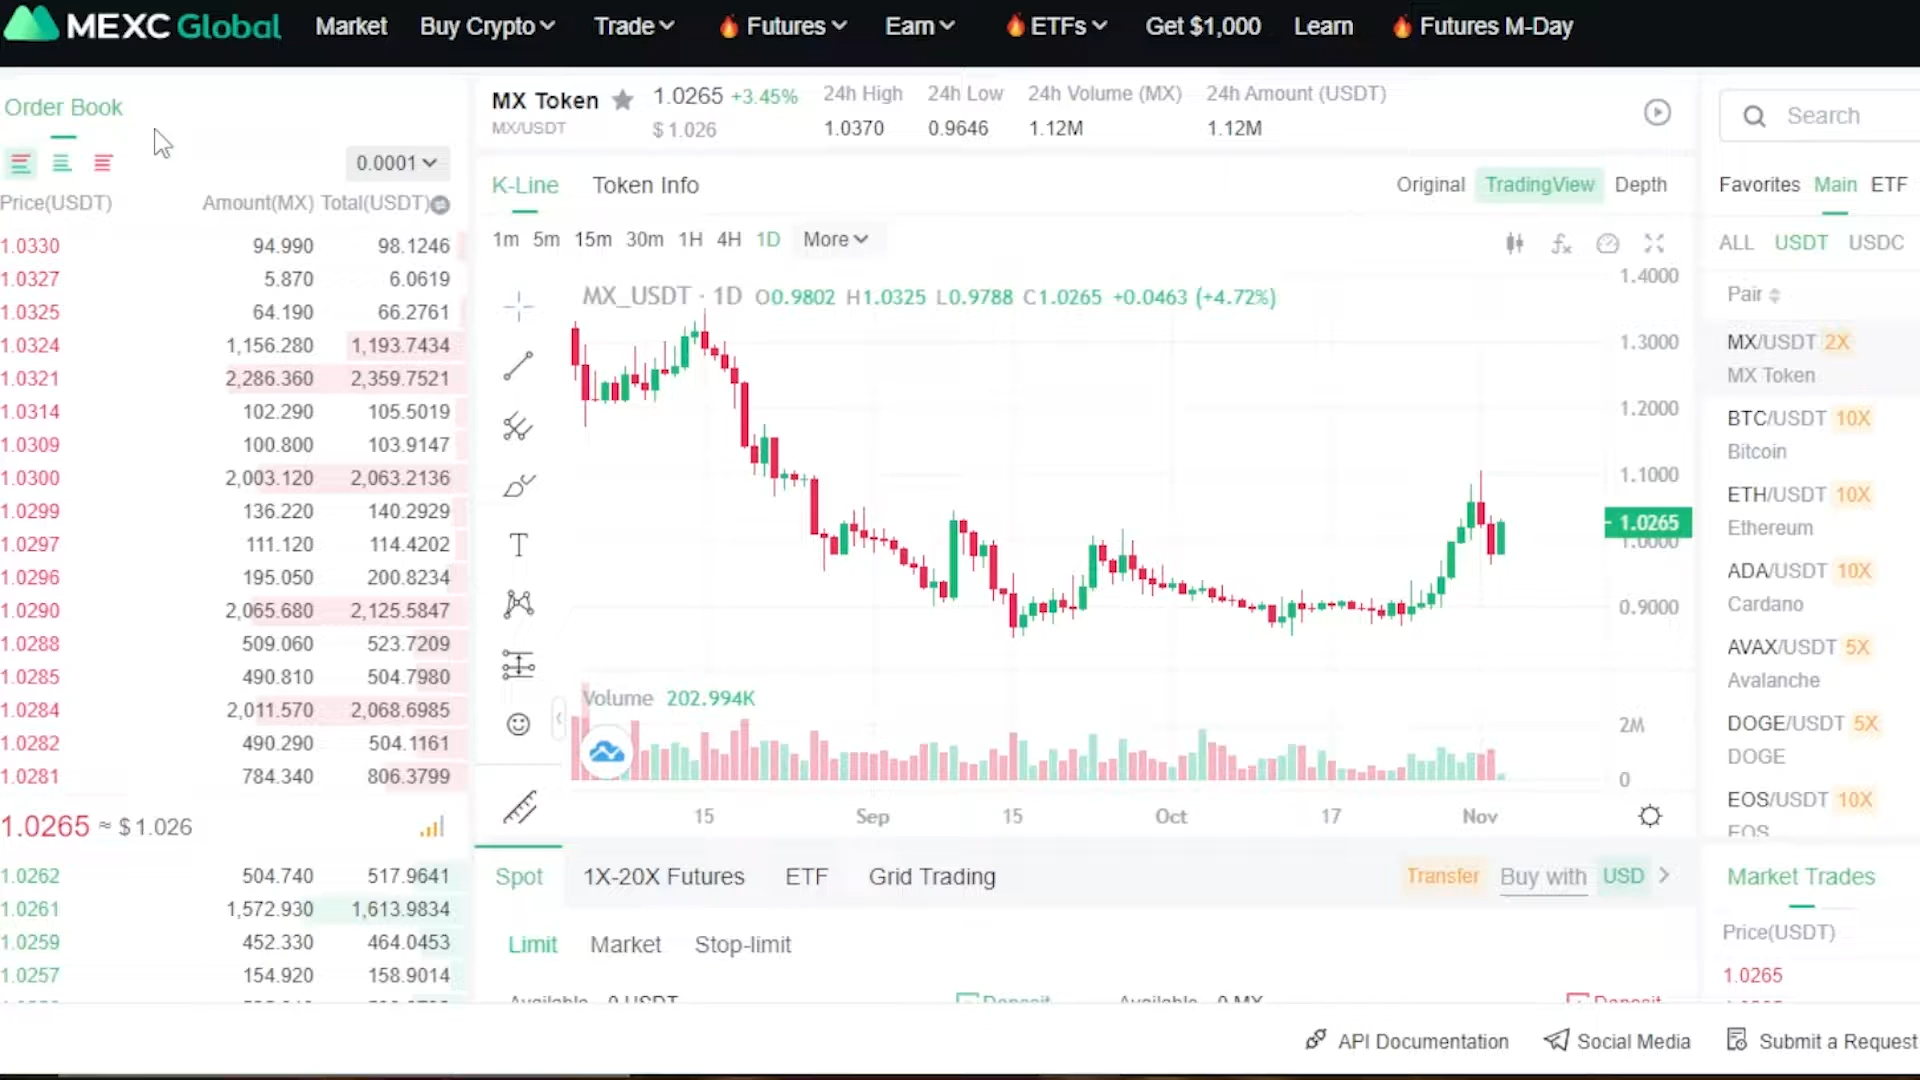 MEXC Global Market Buy Crypto Trade Futures Earn ETFs Get $1,000 Learn Futures M-Day
Order Book
0.0001
Price(USDT) Amount(MX) Total(USDT)
1.0330 94.990 98.1246
1.0327 5.870 6.0619
1.0325 64.190 66.2761
1.0324 1,156.280 1,193.7434
1.0321 2,286.360 2,359.7521
1.0314 102.290 105.5019
1.0309 100.800 103.9147
1.0300 2,003.120 2,063.2136
1.0299 136.220 140.2929
1.0297 111.120 114.4202
1.0296 195.050 200.8234
1.0290 2,065.680 2,125.5847
1.0288 509.060 523.7209
1.0285 490.810 504.7980
1.0284 2,011.570 2,068.6985
1.0282 490.290 504.1161
1.0281 784.340 806.3799
1.0265 ≈ $ 1.026
1.0262 504.740 517.9641
1.0261 1,572.930 1,613.9834
1.0259 452.330 464.0453
1.0257 154.920 158.9014
MX Token 1.0265 +3.45% 24h High 24h Low 24h Volume (MX) 24h Amount (USDT)
MX/USDT $ 1.026 1.0370 0.9646 1.12M 1.12M
K-Line Token Info Original TradingView Depth
1m 5m 15m 30m 1H 4H 1D More
MX_USDT · 1D O0.9802 H1.0325 L0.9788 C1.0265 +0.0463 (+4.72%)
1.4000
1.3000
1.2000
1.1000
1.0265
1.0000
0.9000
Volume 202.994K
2M
0
15 Sep 15 Oct 17 Nov
Spot 1X-20X Futures ETF Grid Trading Transfer Buy with USD
Limit Market Stop-limit
Available 0 USDT Deposit Available 0 MX Deposit
Search
Favorites Main ETF
ALL USDT USDC
Pair
MX/USDT 2X
MX Token
BTC/USDT 10X
Bitcoin
ETH/USDT 10X
Ethereum
ADA/USDT 10X
Cardano
AVAX/USDT 5X
Avalanche
DOGE/USDT 5X
DOGE
EOS/USDT 10X
EOS
Market Trades
Price(USDT)
1.0265
API Documentation Social Media Submit a Request